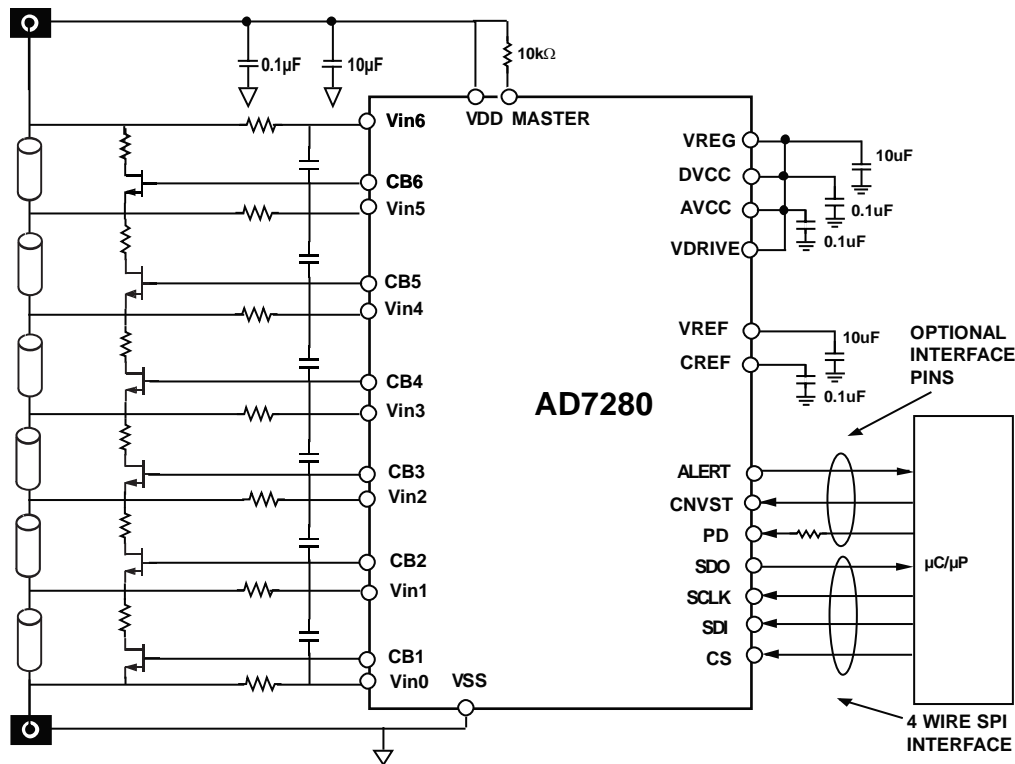 10kΩ
0.1µF
10µF
VDD MASTER
Vin6
CB6
Vin5
CB5
Vin4
CB4
Vin3
CB3
Vin2
CB2
Vin1
CB1
Vin0
VSS
AD7280
VREG
DVCC
AVCC
VDRIVE
10uF
0.1uF
0.1uF
VREF
CREF
10uF
0.1uF
OPTIONAL
INTERFACE
PINS
ALERT
CNVST
PD
SDO
SCLK
SDI
CS
µC/µP
4 WIRE SPI
INTERFACE